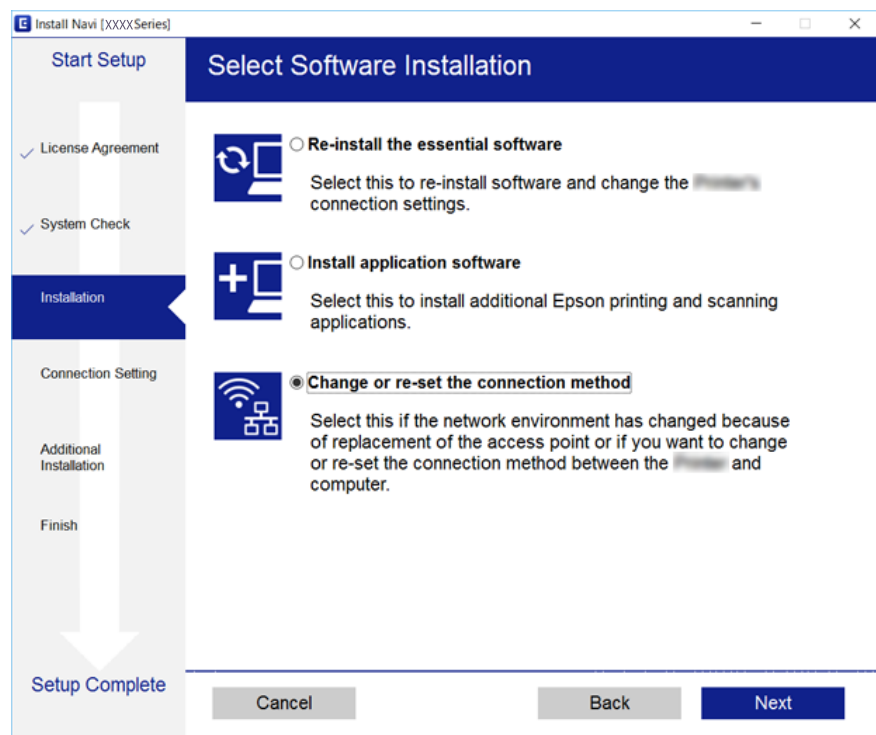 E Install Navi [XXXXSeries]
Start Setup
Select Software Installation
License Agreement
System Check
Installation
Connection Setting
Additional
Installation
Finish
Setup Complete
Re-install the essential software
Select this to re-install software and change the
connection settings.
Install application software
Select this to install additional Epson printing and scanning
applications.
Change or re-set the connection method
Select this if the network environment has changed because
of replacement of the access point or if you want to change
or re-set the connection method between the and
computer.
Cancel
Back
Next